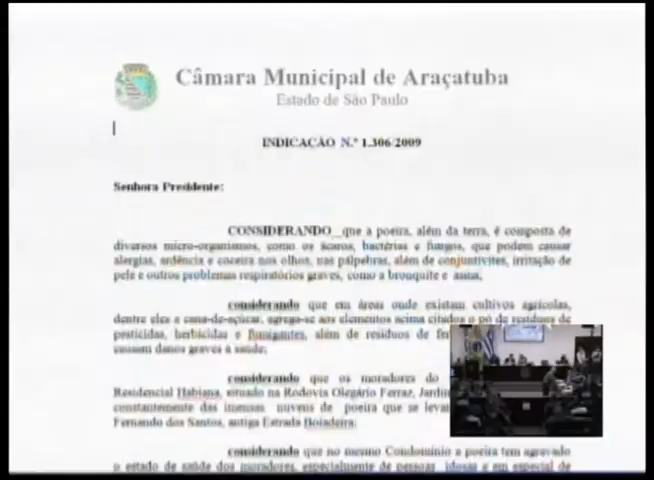 Câmara Municipal de Araçatuba
Estado de São Paulo
INDICAÇÃO N.º 1.306/2009
Senhora Presidente:
CONSIDERANDO que a poeira, além da terra, é composta de
diversos micro-organismos, como os ácaros, bactérias e fungos, que podem causar
alergias, ardência e coceira nos olhos, nas pálpebras, além de conjuntivites, irritação de
pele e outros problemas respiratórios graves, como a bronquite e asma.
considerando que em áreas onde existam cultivos agrícolas,
dentre eles a cana-de-açúcar, agrega-se aos elementos acima citados o pó de resíduos de
pesticidas, herbicidas e fumigantes, além de resíduos de
causam danos graves à saúde;
considerando que os moradores do
Residencial Habiana, situado na Rodovia Olegário Ferraz,
constantemente das imensas nuvens de poeira que se
Fernando dos Santos, antiga Estrada Boiadeira;
considerando que no mesmo Condomínio a poeira tem agravado
o estado de saúde dos moradores, especialmente de pessoas idosas e em especial de